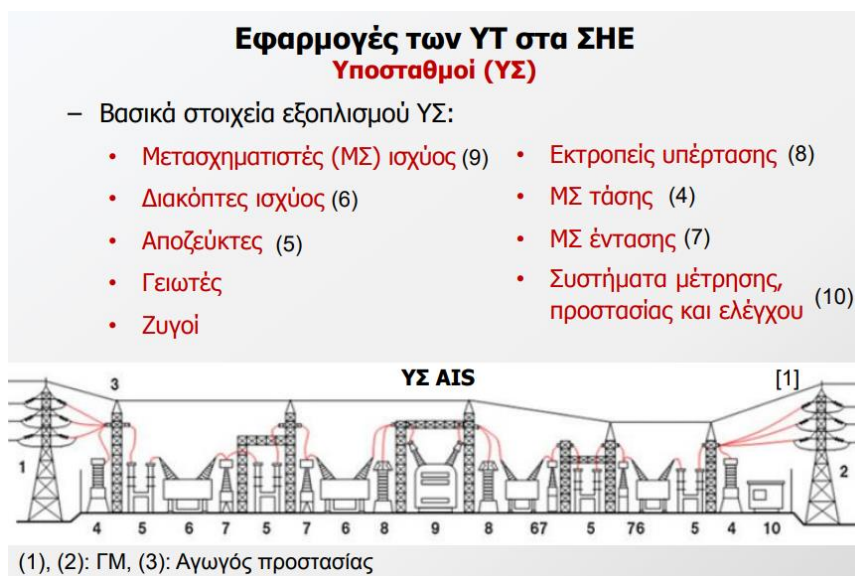 Εφαρμογές των ΥΤ στα ΣΗΕ
Υποσταθμοί (ΥΣ)
– Βασικά στοιχεία εξοπλισμού ΥΣ:
• Μετασχηματιστές (ΜΣ) ισχύος (9)
• Διακόπτες ισχύος (6)
• Αποζεύκτες (5)
• Γειωτές
• Ζυγοί
• Εκτροπείς υπέρτασης (8)
• ΜΣ τάσης (4)
• ΜΣ έντασης (7)
• Συστήματα μέτρησης,
προστασίας και ελέγχου (10)
ΥΣ AIS
[1]
3
1
2
4 5 6 7 5 7 6 8 9 8 67 5 76 5 4 10
(1), (2): ΓΜ, (3): Αγωγός προστασίας